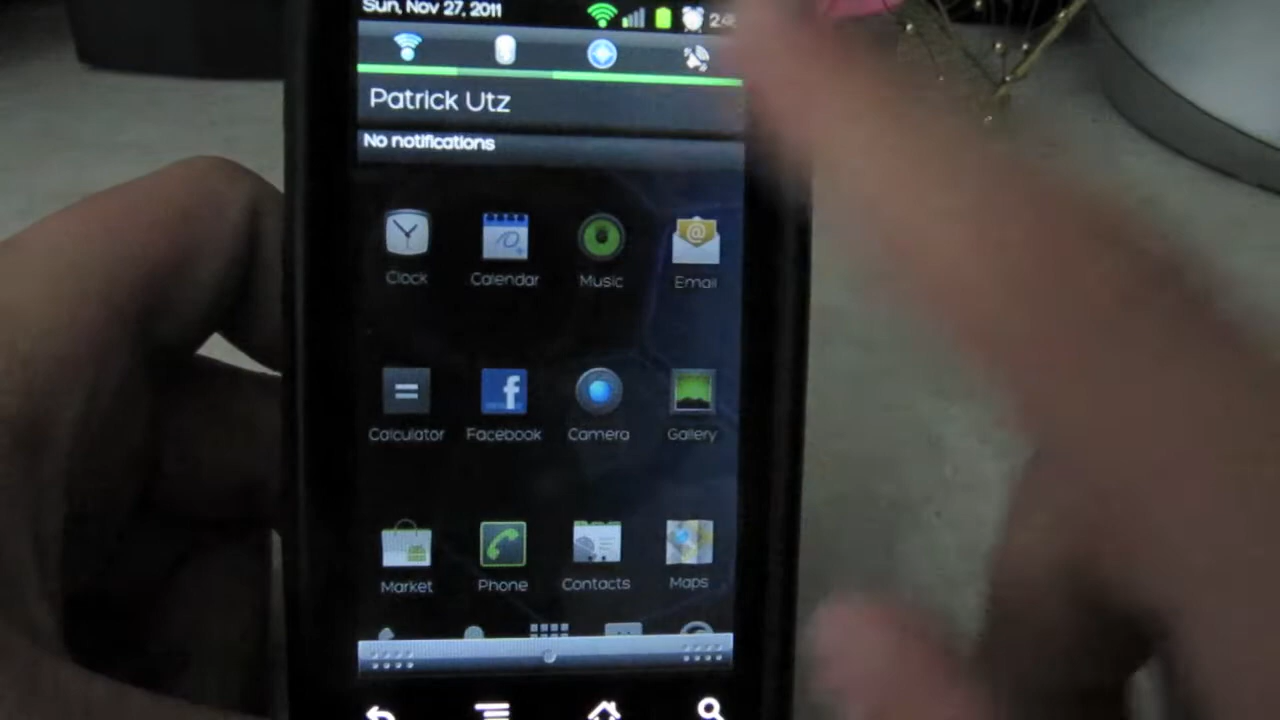 Sun, Nov 27, 2011
Patrick Utz
No notifications
Clock Calendar Music Email
Calculator Facebook Camera Gallery
Market Phone Contacts Maps